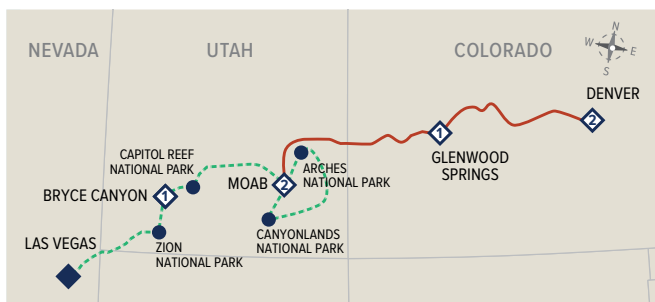 NEVADA
UTAH
COLORADO
N
W
E
S
DENVER
2
1
GLENWOOD
SPRINGS
CAPITOL REEF
NATIONAL PARK
ARCHES
NATIONAL PARK
MOAB
2
BRYCE CANYON
1
CANYONLANDS
NATIONAL PARK
LAS VEGAS
ZION
NATIONAL PARK